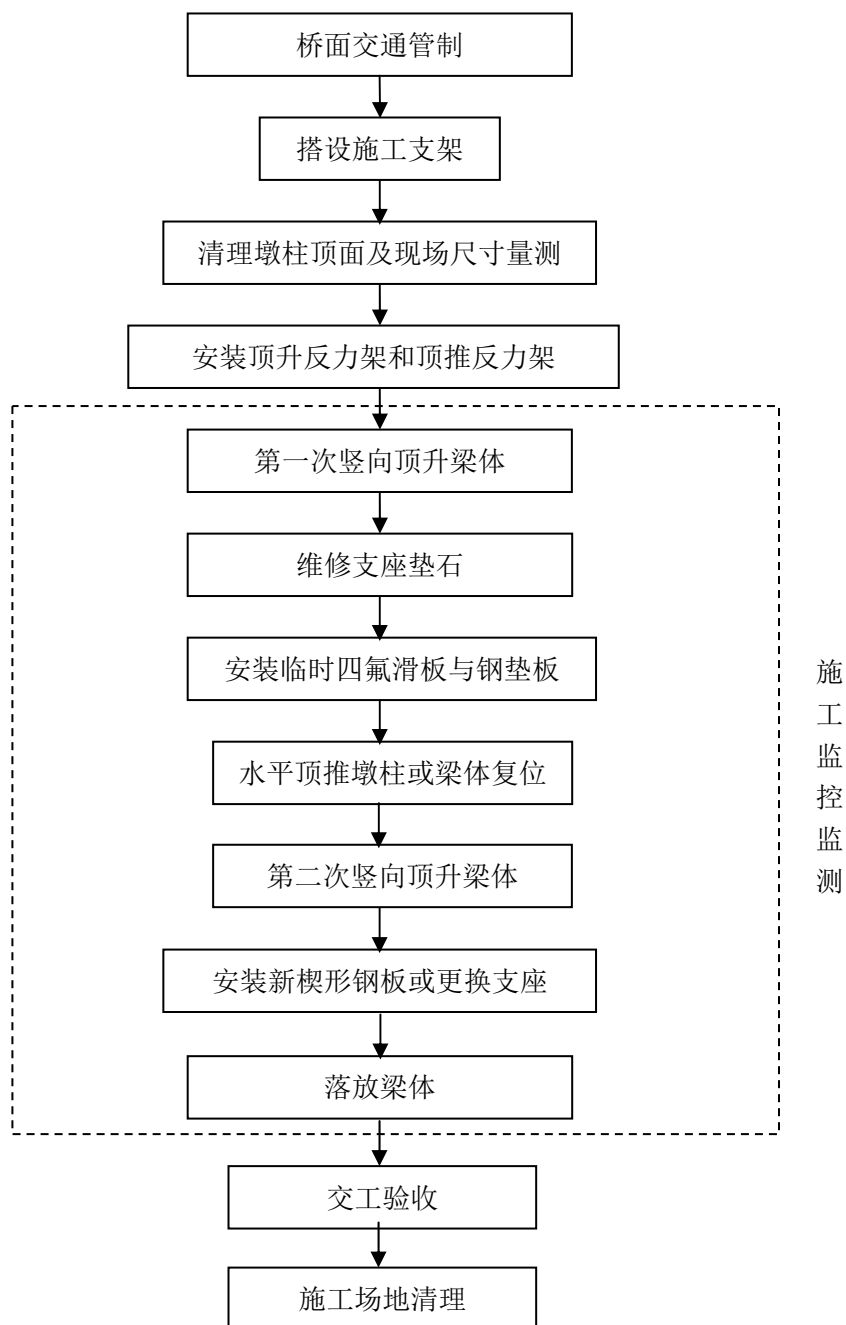 桥面交通管制
搭设施工支架
清理墩柱顶面及现场尺寸量测
安装顶升反力架和顶推反力架
第一次竖向顶升梁体
维修支座垫石
安装临时四氟滑板与钢垫板
水平顶推墩柱或梁体复位
第二次竖向顶升梁体
安装新楔形钢板或更换支座
落放梁体
施工监控监测
交工验收
施工场地清理